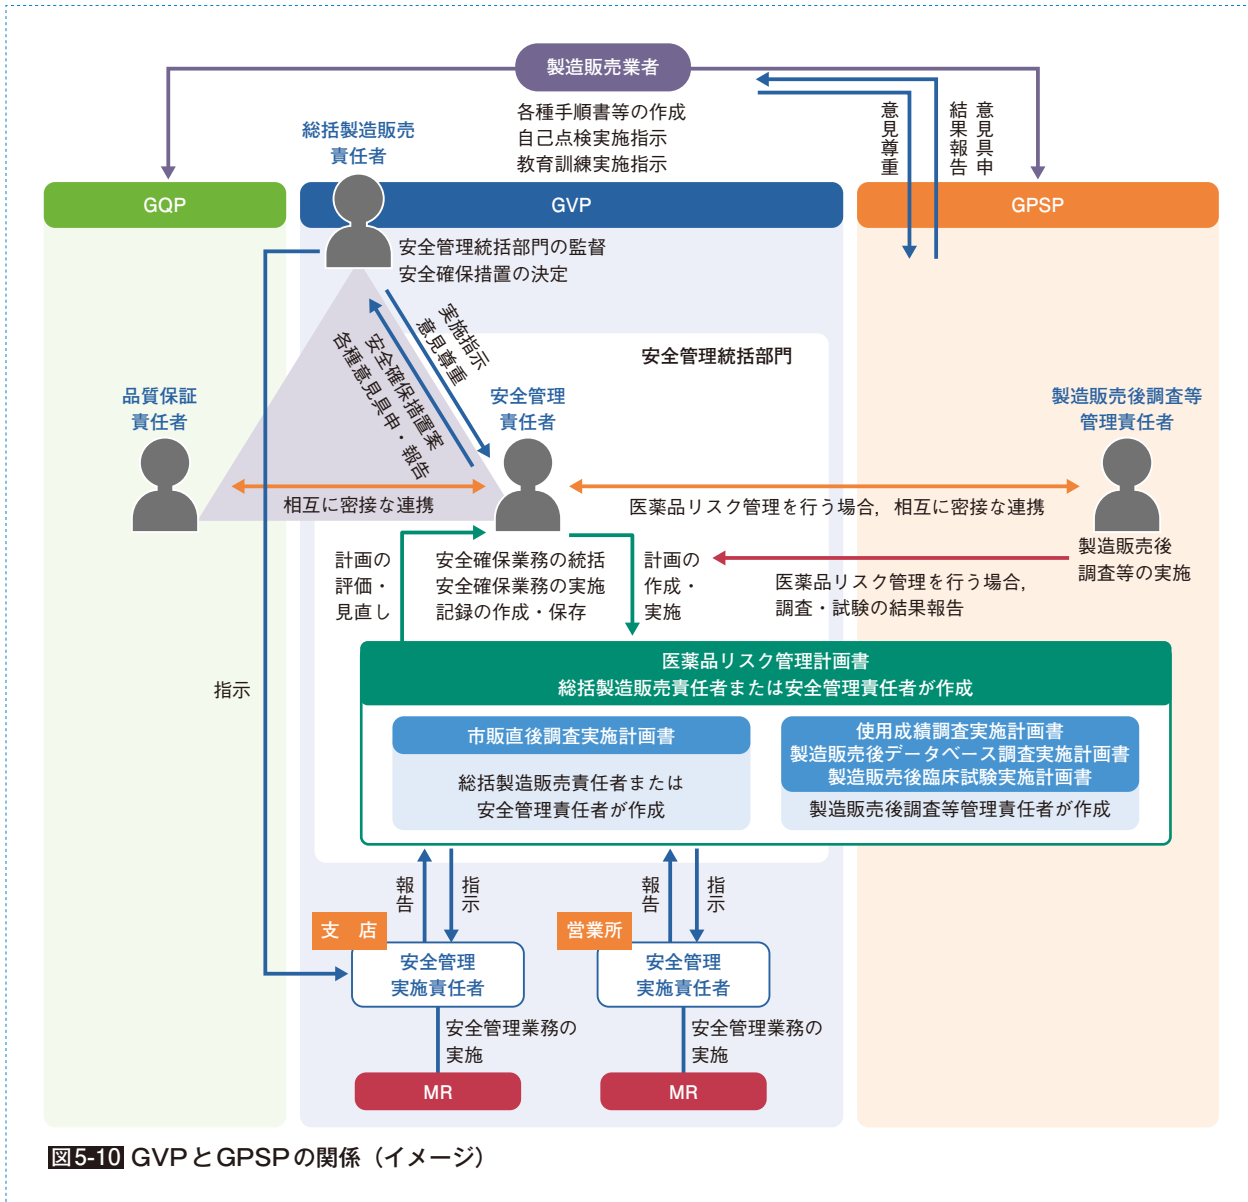 製造販売業者
各種手順書等の作成
自己点検実施指示
教育訓練実施指示
意見尊重
意見具申
結果報告
総括製造販売
責任者
GQP
GVP
GPSP
安全管理統括部門の監督
安全確保措置の決定
実施指示
意見尊重
安全確保措置案
各種意見具申・報告
安全管理統括部門
品質保証
責任者
安全管理
責任者
製造販売後調査等
管理責任者
相互に密接な連携
医薬品リスク管理を行う場合，相互に密接な連携
計画の
評価・
見直し
安全確保業務の統括
安全確保業務の実施
記録の作成・保存
計画の
作成・
実施
製造販売後
調査等の実施
医薬品リスク管理を行う場合，
調査・試験の結果報告
指示
医薬品リスク管理計画書
総括製造販売責任者または安全管理責任者が作成
市販直後調査実施計画書
総括製造販売責任者または
安全管理責任者が作成
使用成績調査実施計画書
製造販売後データベース調査実施計画書
製造販売後臨床試験実施計画書
製造販売後調査等管理責任者が作成
報告
指示
報告
指示
支　店
安全管理
実施責任者
営業所
安全管理
実施責任者
安全管理業務の
実施
安全管理業務の
実施
MR
MR
図5-10 GVPとGPSPの関係（イメージ）